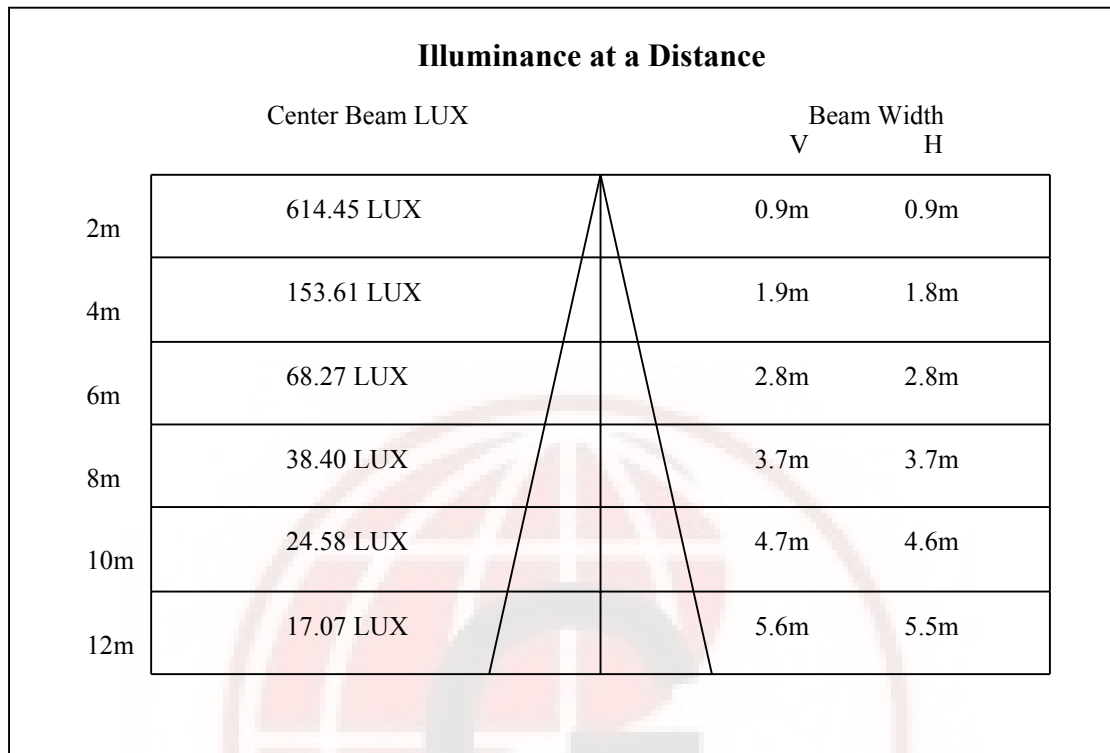 Illuminance at a Distance
Center Beam LUX Beam Width
V H
2m 614.45 LUX 0.9m 0.9m
4m 153.61 LUX 1.9m 1.8m
6m 68.27 LUX 2.8m 2.8m
8m 38.40 LUX 3.7m 3.7m
10m 24.58 LUX 4.7m 4.6m
12m 17.07 LUX 5.6m 5.5m